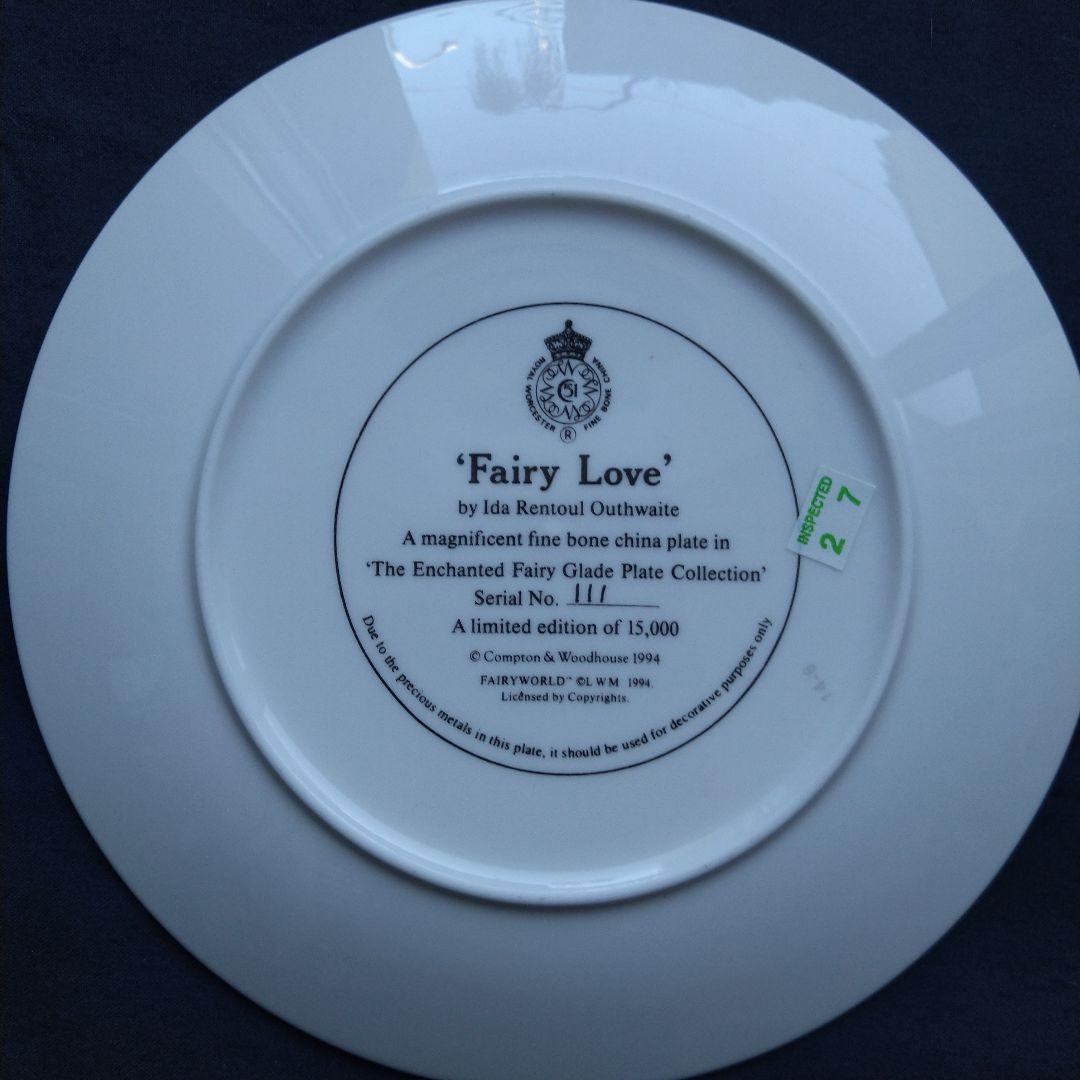 ROYAL WORCESTER FINE BONE CHINA
51
®
‘Fairy Love’
by Ida Rentoul Outhwaite
A magnificent fine bone china plate in
‘The Enchanted Fairy Glade Plate Collection’
Serial No. 111
A limited edition of 15,000
© Compton & Woodhouse 1994
FAIRYWORLD™ ©L W M 1994.
Licensed by Copyrights.
Due to the precious metals in this plate, it should be used for decorative purposes only
INSPECTED
2 7
14-8